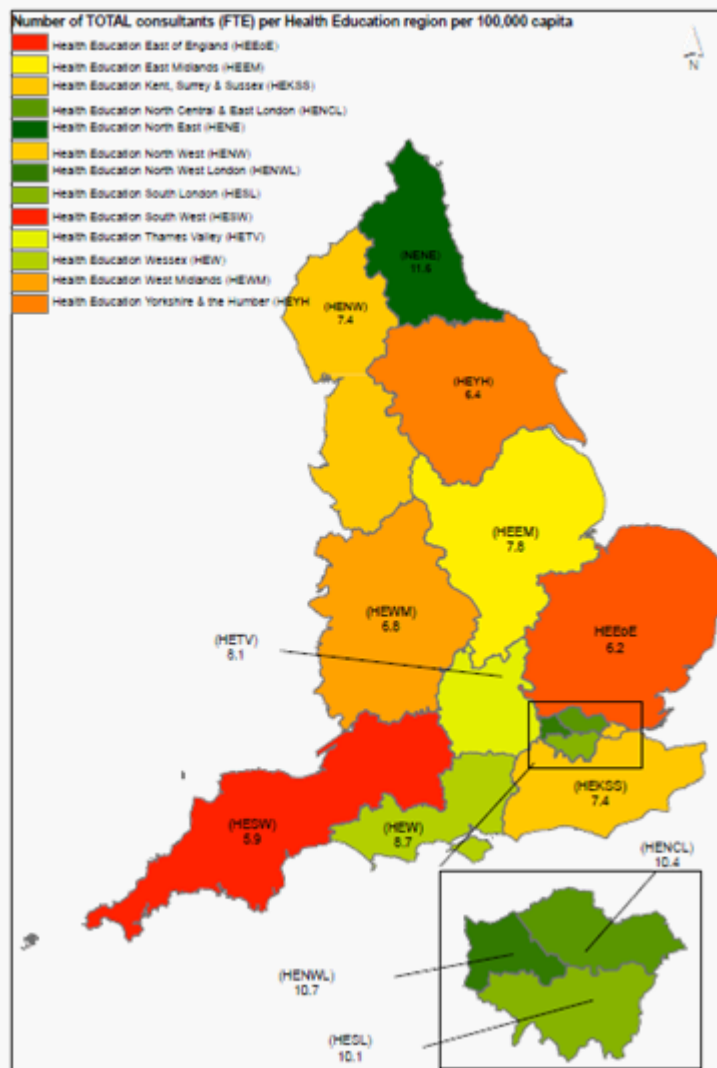 Number of TOTAL consultants (FTE) per Health Education region per 100,000 capita
Health Education East of England (HEEoE)
Health Education East Midlands (HEEM)
Health Education Kent, Surrey & Sussex (HEKSS)
Health Education North Central & East London (HENCL)
Health Education North East (HENE)
Health Education North West (HENW)
Health Education North West London (HENWL)
Health Education South London (HESL)
Health Education South West (HESW)
Health Education Thames Valley (HETV)
Health Education Wessex (HEW)
Health Education West Midlands (HEWM)
Health Education Yorkshire & the Humber (HEYH
N
(NENE)
(HENW)
7.4
(HEYH)
6.4
(HEEM)
7.8
(HEWM)
6.8
HEEoE
6.2
(HETV)
8.1
(HEKSS)
7.4
(HESW)
5.9
(HEW)
8.7
(HENCL)
10.4
(HENWL)
10.7
(HESL)
10.1